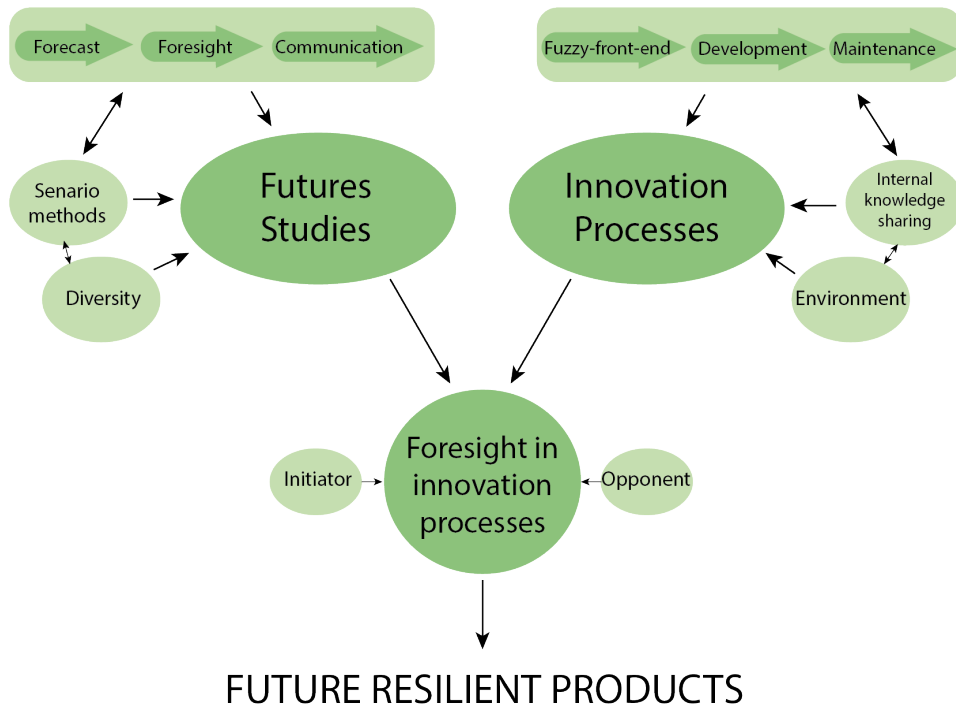 Forecast
Foresight
Communication
Fuzzy-front-end
Development
Maintenance
Senario
methods
Futures
Studies
Innovation
Processes
Internal
knowledge
sharing
Diversity
Environment
Initiator
Foresight in
innovation
processes
Opponent
FUTURE RESILIENT PRODUCTS